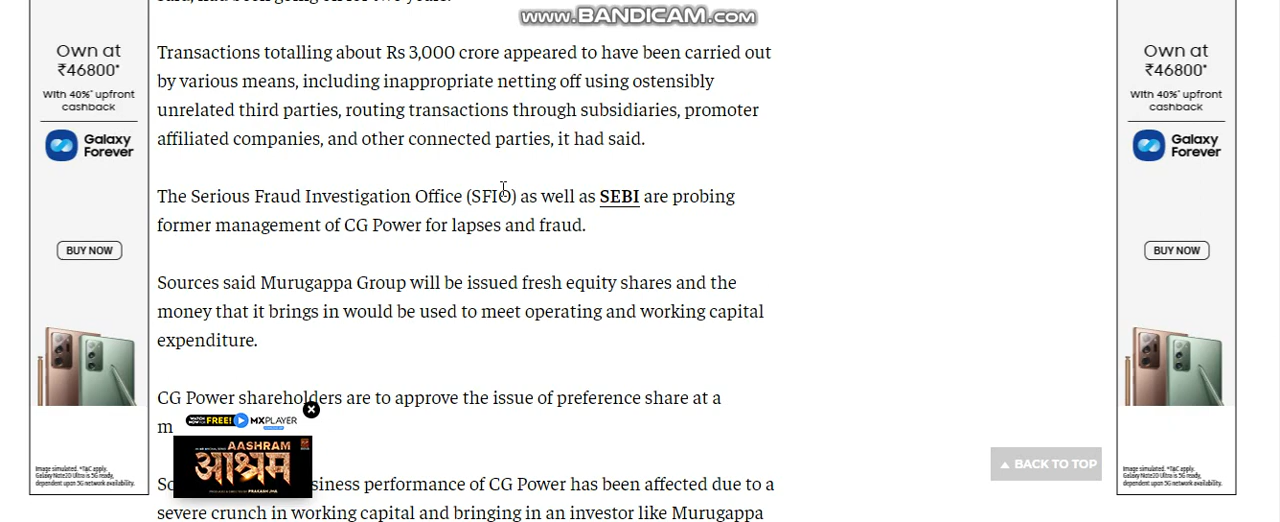 www.BANDICAM.com
Own at
₹46800*
With 40%* upfront
cashback
Galaxy
Forever
BUY NOW
Image simulated. *T&C apply.
Galaxy Note20 Ultra is 5G ready,
dependent upon 5G network availability.
Transactions totalling about Rs 3,000 crore appeared to have been carried out
by various means, including inappropriate netting off using ostensibly
unrelated third parties, routing transactions through subsidiaries, promoter
affiliated companies, and other connected parties, it had said.
The Serious Fraud Investigation Office (SFIO) as well as SEBI are probing
former management of CG Power for lapses and fraud.
Sources said Murugappa Group will be issued fresh equity shares and the
money that it brings in would be used to meet operating and working capital
expenditure.
CG Power shareholders are to approve the issue of preference share at a
m
WATCH NOW FOR FREE! MXPLAYER
AASHRAM
आश्रम
So
siness performance of CG Power has been affected due to a
severe crunch in working capital and bringing in an investor like Murugappa
BACK TO TOP
Own at
₹46800*
With 40%* upfront
cashback
Galaxy
Forever
BUY NOW
Image simulated. *T&C apply.
Galaxy Note20 Ultra is 5G ready,
dependent upon 5G network availability.